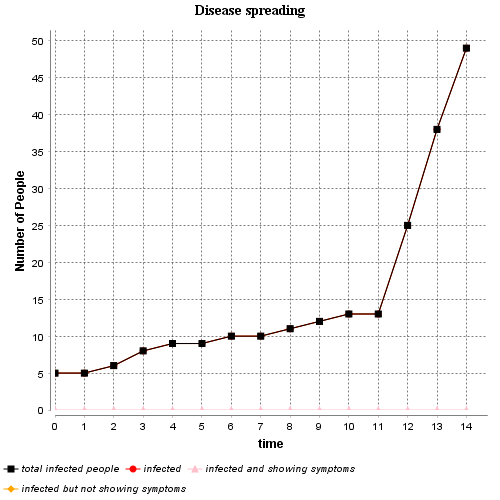 Disease spreading
Number of People
50
45
40
35
30
25
20
15
10
5
0
0 1 2 3 4 5 6 7 8 9 10 11 12 13 14
time
total infected people infected infected and showing symptoms
infected but not showing symptoms